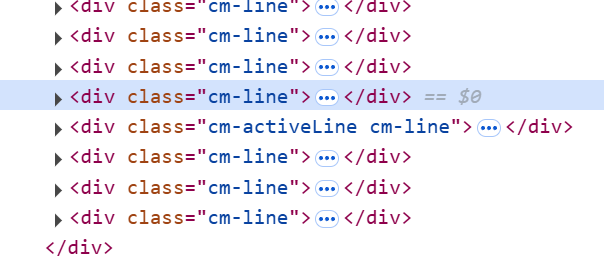 <div class="cm-line">•••</div>
<div class="cm-line">•••</div>
<div class="cm-line">•••</div>
<div class="cm-line">•••</div> == $0
<div class="cm-activeLine cm-line">•••</div>
<div class="cm-line">•••</div>
<div class="cm-line">•••</div>
<div class="cm-line">•••</div>
</div>